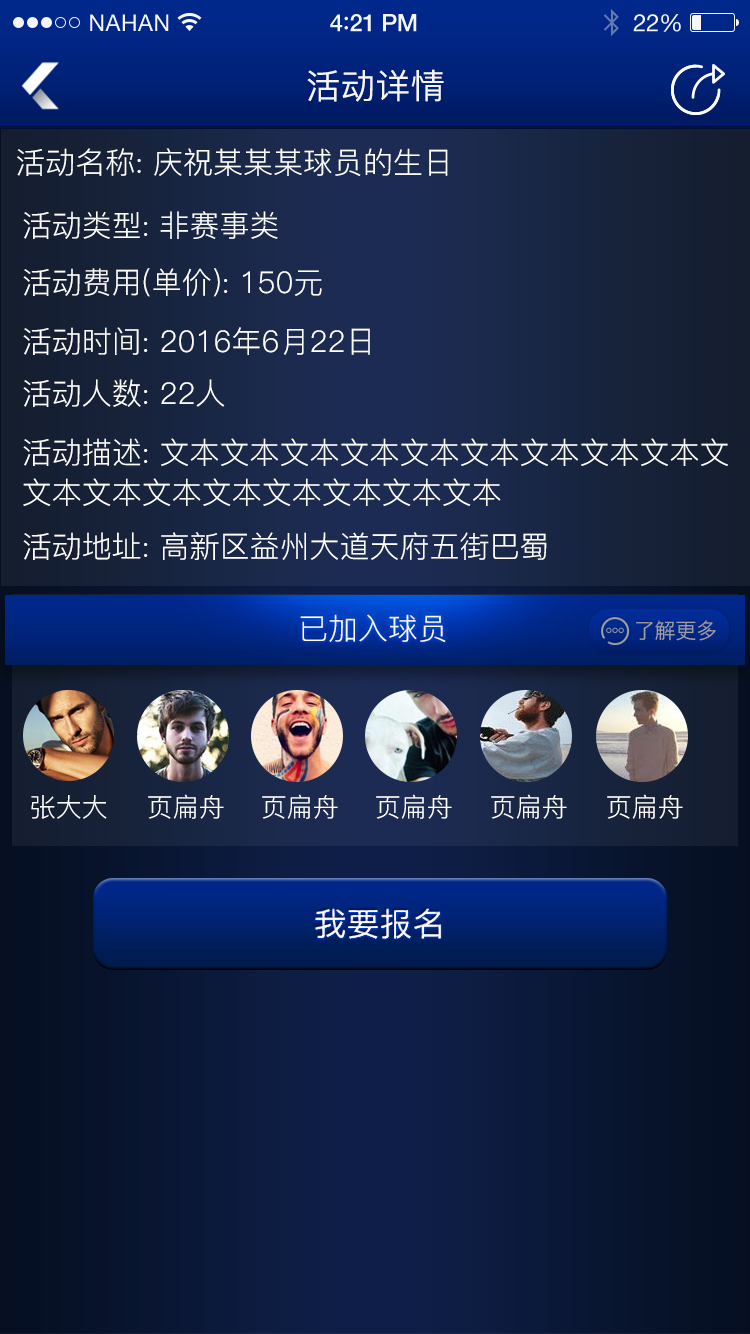 NAHAN 4:21 PM 22%
活动详情
活动名称: 庆祝某某某球员的生日
活动类型: 非赛事类
活动费用(单价): 150元
活动时间: 2016年6月22日
活动人数: 22人
活动描述: 文本文本文本文本文本文本文本文本文本文
文本文本文本文本文本文本文本文本
活动地址: 高新区益州大道天府五街巴蜀
已加入球员 了解更多
张大大 页扁舟 页扁舟 页扁舟 页扁舟 页扁舟
我要报名